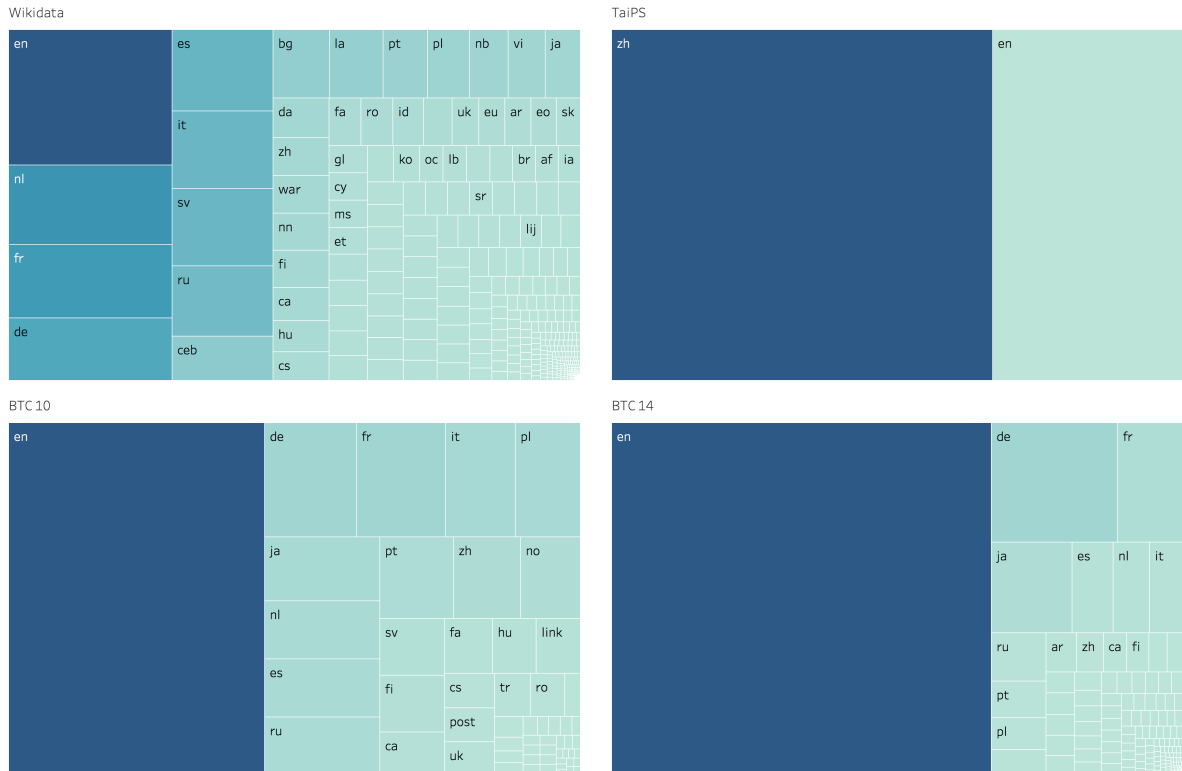 Wikidata
en
nl
fr
de
es
it
sv
ru
ceb
bg
da
zh
war
nn
fi
ca
hu
cs
la
pt
pl
nb
vi
ja
fa
ro
id
uk
eu
ar
eo
sk
gl
cy
ms
et
ko
oc
lb
br
af
ia
sr
lij
TaiPS
zh
en
BTC 10
en
de
fr
it
pl
ja
nl
es
ru
pt
zh
no
sv
fi
ca
fa
hu
link
cs
post
uk
tr
ro
BTC 14
en
de
fr
ja
es
nl
it
ru
pt
pl
ar
zh
ca
fi